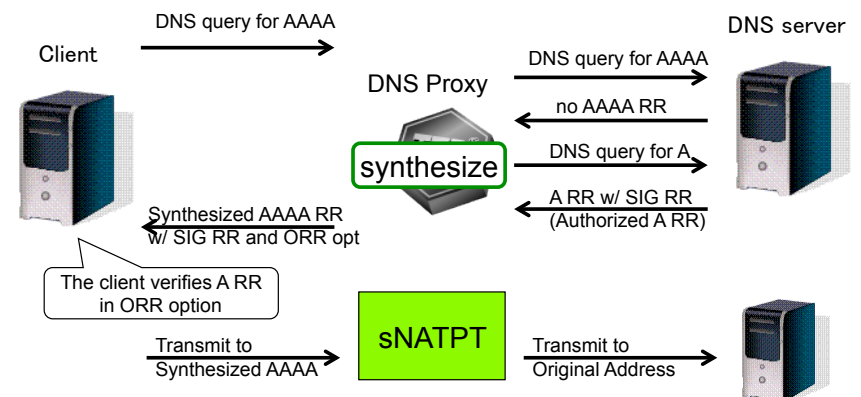 DNS query for AAAA
DNS server
Client
DNS query for AAAA
DNS Proxy
no AAAA RR
synthesize
DNS query for A
A RR w/ SIG RR
(Authorized A RR)
Synthesized AAAA RR
w/ SIG RR and ORR opt
The client verifies A RR
in ORR option
sNATPT
Transmit to
Synthesized AAAA
Transmit to
Original Address